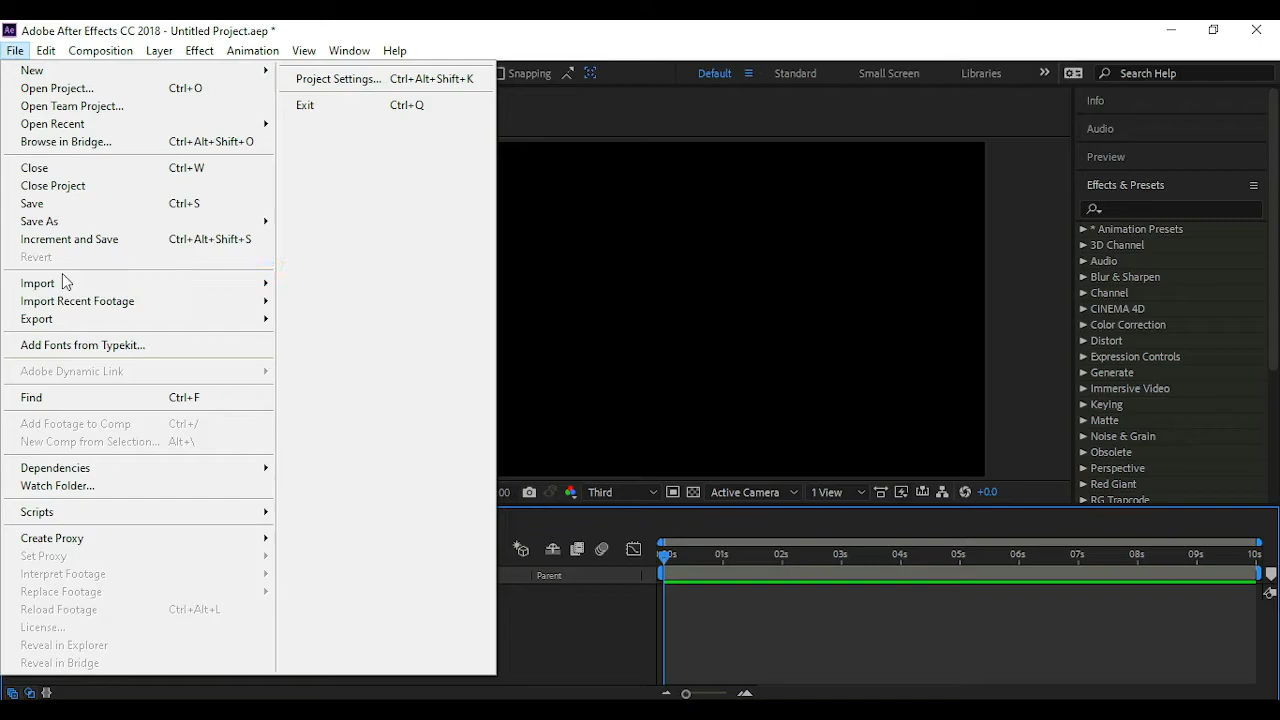 Adobe After Effects CC 2018 - Untitled Project.aep *
File Edit Composition Layer Effect Animation View Window Help
New
Open Project... Ctrl+O
Open Team Project...
Open Recent
Browse in Bridge... Ctrl+Alt+Shift+O
Close Ctrl+W
Close Project
Save Ctrl+S
Save As
Increment and Save Ctrl+Alt+Shift+S
Revert
Import
Import Recent Footage
Export
Add Fonts from Typekit...
Adobe Dynamic Link
Find Ctrl+F
Add Footage to Comp Ctrl+/
New Comp from Selection... Alt+\
Dependencies
Watch Folder...
Scripts
Create Proxy
Set Proxy
Interpret Footage
Replace Footage
Reload Footage Ctrl+Alt+L
License...
Reveal in Explorer
Reveal in Bridge
Project Settings... Ctrl+Alt+Shift+K
Exit Ctrl+Q
Snapping Default Standard Small Screen Libraries Search Help
Info
Audio
Preview
Effects & Presets
* Animation Presets
3D Channel
Audio
Blur & Sharpen
Channel
CINEMA 4D
Color Correction
Distort
Expression Controls
Generate
Immersive Video
Keying
Matte
Noise & Grain
Obsolete
Perspective
Red Giant
RG Trapcode
00 Third Active Camera 1 View +0.0
00s 01s 02s 03s 04s 05s 06s 07s 08s 09s 10s
Parent